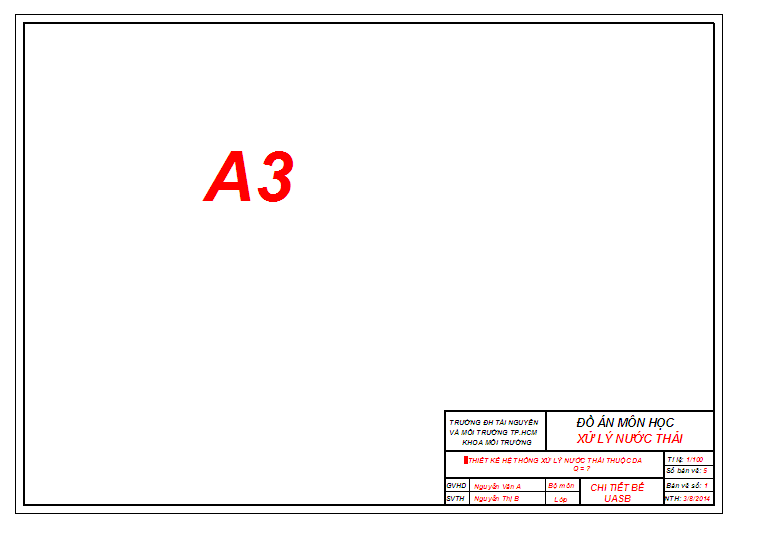 A3
TRƯỜNG ĐH TÀI NGUYÊN
VÀ MÔI TRƯỜNG TP.HCM
KHOA MÔI TRƯỜNG
ĐỒ ÁN MÔN HỌC
XỬ LÝ NƯỚC THẢI
THIẾT KẾ HỆ THỐNG XỬ LÝ NƯỚC THẢI THUỘC DA
Q = ?
Tỉ lệ: 1/100
Số bản vẽ: 5
GVHD Nguyễn Văn A Bộ môn
SVTH Nguyễn Thị B Lớp
CHI TIẾT BỂ
UASB
Bản vẽ số: 1
NTH: 3/8/2014